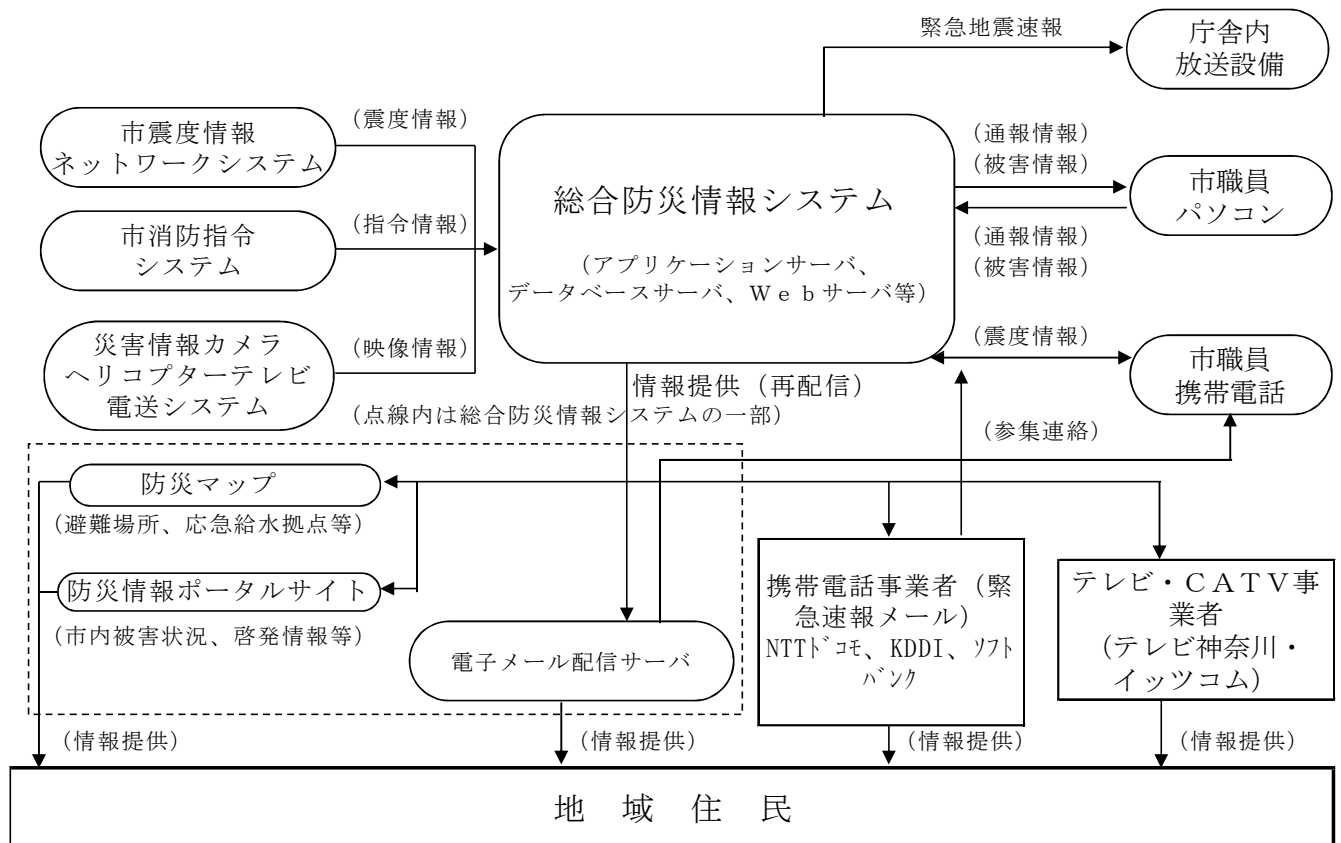 緊急地震速報
庁舎内
放送設備
市震度情報
ネットワークシステム
(震度情報)
総合防災情報システム
(アプリケーションサーバ、
データベースサーバ、Webサーバ等)
(通報情報)
(被害情報)
市職員
パソコン
(通報情報)
(被害情報)
市消防指令
システム
(指令情報)
災害情報カメラ
ヘリコプターテレビ
電送システム
(映像情報)
(震度情報)
市職員
携帯電話
情報提供(再配信)
(点線内は総合防災情報システムの一部)
(参集連絡)
防災マップ
(避難場所、応急給水拠点等)
防災情報ポータルサイト
(市内被害状況、啓発情報等)
電子メール配信サーバ
携帯電話事業者(緊
急速報メール)
NTTドコモ、KDDI、ソフト
バンク
テレビ・CATV事
業者
(テレビ神奈川・
イッツコム)
(情報提供)
(情報提供)
(情報提供)
(情報提供)
地域住民